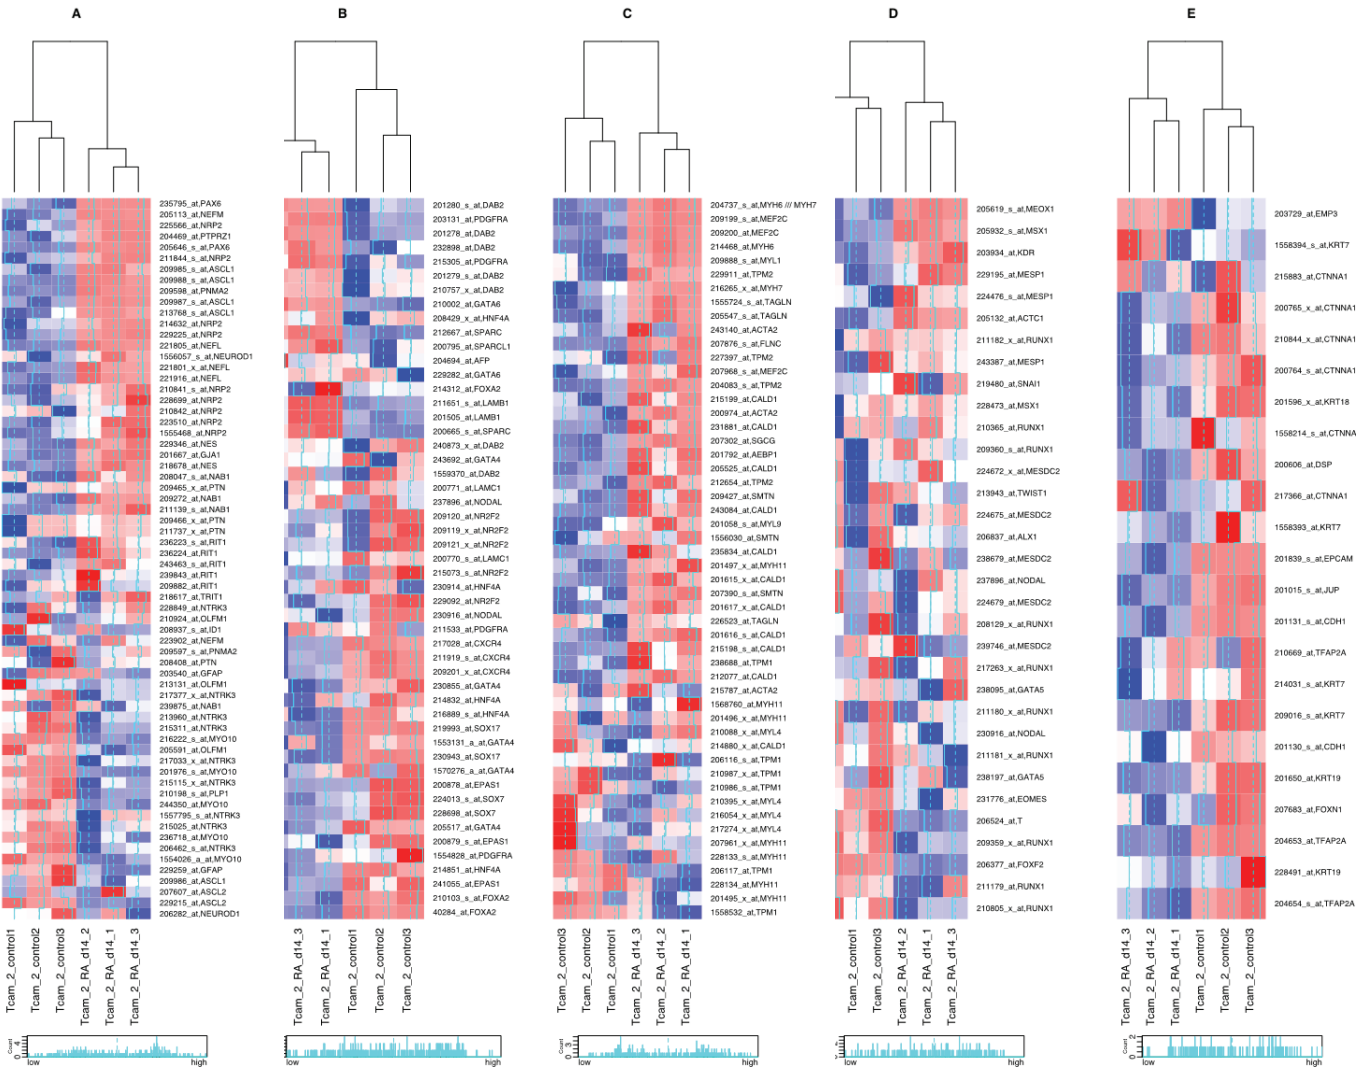 A
B
C
D
E
235795_at,PAX6
205113_at,NEFM
225566_at,NRP2
204469_at,PTPRZ1
205646_s_at,PAX6
211844_s_at,NRP2
209985_s_at,ASCL1
209988_s_at,ASCL1
209598_at,PNMA2
209987_s_at,ASCL1
213768_s_at,ASCL1
214632_at,NRP2
229225_at,NRP2
221805_at,NEFL
1556057_s_at,NEUROD1
221801_x_at,NEFL
221916_at,NEFL
210841_s_at,NRP2
228699_at,NRP2
210842_at,NRP2
223510_at,NRP2
1555468_at,NRP2
229346_at,NES
201667_at,GJA1
218678_at,NES
208047_s_at,NAB1
209465_x_at,PTN
209272_at,NAB1
211139_s_at,NAB1
209466_x_at,PTN
211737_x_at,PTN
236223_s_at,RIT1
236224_at,RIT1
243463_s_at,RIT1
239843_at,RIT1
209882_at,RIT1
218617_at,TRIT1
228849_at,NTRK3
210924_at,OLFM1
208937_s_at,ID1
223902_at,NEFM
209597_s_at,PNMA2
208408_at,PTN
203540_at,GFAP
213131_at,OLFM1
217377_x_at,NTRK3
239875_at,NAB1
213960_at,NTRK3
215311_at,NTRK3
216222_s_at,MYO10
205591_at,OLFM1
217033_x_at,NTRK3
201976_s_at,MYO10
215115_x_at,NTRK3
210198_s_at,PLP1
244350_at,MYO10
1557795_s_at,NTRK3
215025_at,NTRK3
236718_at,MYO10
206462_s_at,NTRK3
1554026_a_at,MYO10
229259_at,GFAP
209986_at,ASCL1
207607_at,ASCL2
229215_at,ASCL2
206282_at,NEUROD1
Tcam_2_control1
Tcam_2_control2
Tcam_2_control3
Tcam_2_RA_d14_2
Tcam_2_RA_d14_1
Tcam_2_RA_d14_3
Count
0 4
low high
201280_s_at,DAB2
203131_at,PDGFRA
201278_at,DAB2
232898_at,DAB2
215305_at,PDGFRA
201279_s_at,DAB2
210757_x_at,DAB2
210002_at,GATA6
208429_x_at,HNF4A
212667_at,SPARC
200795_at,SPARCL1
204694_at,AFP
229282_at,GATA6
214312_at,FOXA2
211651_s_at,LAMB1
201505_at,LAMB1
200665_s_at,SPARC
240873_x_at,DAB2
243692_at,GATA4
1559370_at,DAB2
200771_at,LAMC1
237896_at,NODAL
209120_at,NR2F2
209119_x_at,NR2F2
209121_x_at,NR2F2
200770_s_at,LAMC1
215073_s_at,NR2F2
230914_at,HNF4A
229092_at,NR2F2
230916_at,NODAL
211533_at,PDGFRA
217028_at,CXCR4
211919_s_at,CXCR4
209201_x_at,CXCR4
230855_at,GATA4
214832_at,HNF4A
216889_s_at,HNF4A
219993_at,SOX17
1553131_a_at,GATA4
230943_at,SOX17
1570276_a_at,GATA4
200878_at,EPAS1
224013_s_at,SOX7
228698_at,SOX7
205517_at,GATA4
200879_s_at,EPAS1
1554828_at,PDGFRA
214851_at,HNF4A
241055_at,EPAS1
210103_s_at,FOXA2
40284_at,FOXA2
Tcam_2_RA_d14_3
Tcam_2_RA_d14_1
Tcam_2_control1
Tcam_2_control2
Tcam_2_control3
low high
204737_s_at,MYH6 /// MYH7
209199_s_at,MEF2C
209200_at,MEF2C
214468_at,MYH6
209888_s_at,MYL1
229911_at,TPM2
216265_x_at,MYH7
1555724_s_at,TAGLN
205547_s_at,TAGLN
243140_at,ACTA2
207876_s_at,FLNC
227397_at,TPM2
207968_s_at,MEF2C
204083_s_at,TPM2
215199_at,CALD1
200974_at,ACTA2
231881_at,CALD1
207302_at,SGCG
201792_at,AEBP1
205525_at,CALD1
212654_at,TPM2
209427_at,SMTN
243084_at,CALD1
201058_s_at,MYL9
1556030_at,SMTN
235834_at,CALD1
201497_x_at,MYH11
201615_x_at,CALD1
207390_s_at,SMTN
201617_x_at,CALD1
226523_at,TAGLN
201616_s_at,CALD1
215198_s_at,CALD1
238688_at,TPM1
212077_at,CALD1
215787_at,ACTA2
1568760_at,MYH11
201496_x_at,MYH11
210088_x_at,MYL4
214880_x_at,CALD1
206116_s_at,TPM1
210987_x_at,TPM1
210986_s_at,TPM1
210395_x_at,MYL4
216054_x_at,MYL4
217274_x_at,MYL4
207961_x_at,MYH11
228133_s_at,MYH11
206117_at,TPM1
228134_at,MYH11
201495_x_at,MYH11
1558532_at,TPM1
Tcam_2_control3
Tcam_2_control2
Tcam_2_control1
Tcam_2_RA_d14_3
Tcam_2_RA_d14_2
Tcam_2_RA_d14_1
Count
0 3
low high
205619_s_at,MEOX1
205932_s_at,MSX1
203934_at,KDR
229195_at,MESP1
224476_s_at,MESP1
205132_at,ACTC1
211182_x_at,RUNX1
243387_at,MESP1
219480_at,SNAI1
228473_at,MSX1
210365_at,RUNX1
209360_s_at,RUNX1
224672_x_at,MESDC2
213943_at,TWIST1
224675_at,MESDC2
206837_at,ALX1
238679_at,MESDC2
237896_at,NODAL
224679_at,MESDC2
208129_x_at,RUNX1
239746_at,MESDC2
217263_x_at,RUNX1
238095_at,GATA5
211180_x_at,RUNX1
230916_at,NODAL
211181_x_at,RUNX1
238197_at,GATA5
231776_at,EOMES
206524_at,T
209359_x_at,RUNX1
206377_at,FOXF2
211179_at,RUNX1
210805_x_at,RUNX1
Tcam_2_control1
Tcam_2_control3
Tcam_2_RA_d14_2
Tcam_2_RA_d14_1
Tcam_2_RA_d14_3
low high
203729_at,EMP3
1558394_s_at,KRT7
215883_at,CTNNA1
200765_x_at,CTNNA1
210844_x_at,CTNNA1
200764_s_at,CTNNA1
201596_x_at,KRT18
1558214_s_at,CTNNA
200606_at,DSP
217366_at,CTNNA1
1558393_at,KRT7
201839_s_at,EPCAM
201015_s_at,JUP
201131_s_at,CDH1
210669_at,TFAP2A
214031_s_at,KRT7
209016_s_at,KRT7
201130_s_at,CDH1
201650_at,KRT19
207683_at,FOXN1
204653_at,TFAP2A
228491_at,KRT19
204654_s_at,TFAP2A
Tcam_2_RA_d14_3
Tcam_2_RA_d14_2
Tcam_2_RA_d14_1
Tcam_2_control1
Tcam_2_control2
Tcam_2_control3
Count
0 2
low high